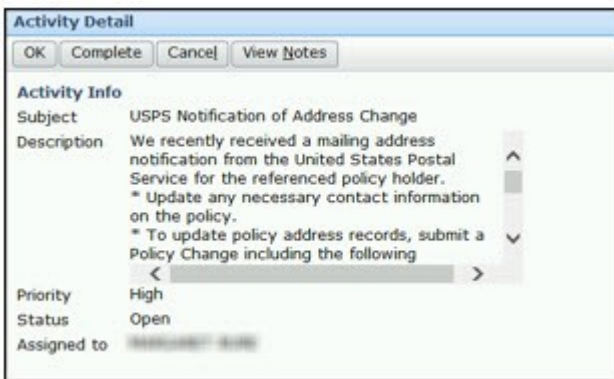 Activity Detail
OK Complete Cancel View Notes
Activity Info
Subject USPS Notification of Address Change
Description We recently received a mailing address
notification from the United States Postal
Service for the referenced policy holder.
* Update any necessary contact information
on the policy.
* To update policy address records, submit a
Policy Change including the following
Priority High
Status Open
Assigned to